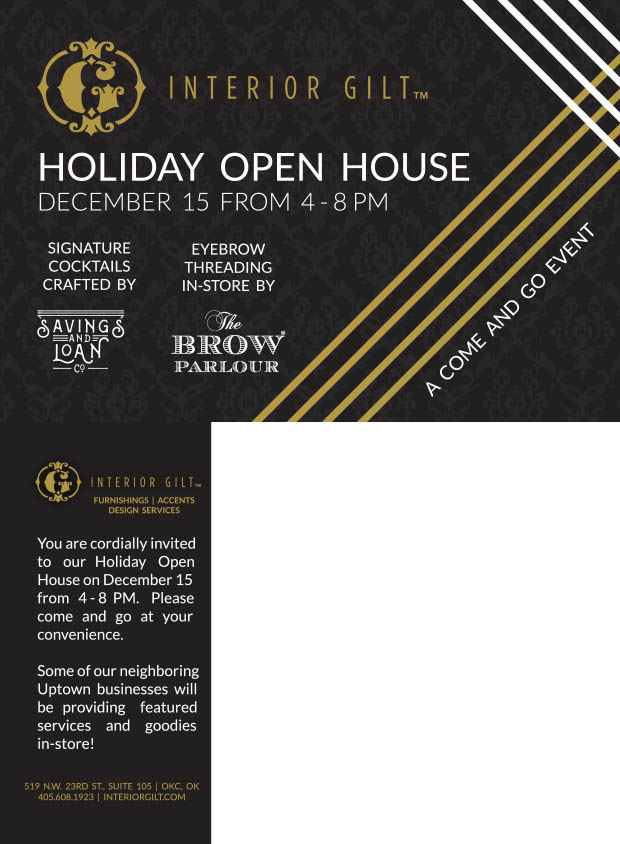 G INTERIOR GILT™
HOLIDAY OPEN HOUSE
DECEMBER 15 FROM 4 - 8 PM
SIGNATURE
COCKTAILS
CRAFTED BY
SAVINGS
AND
LOAN
CO
EYEBROW
THREADING
IN-STORE BY
The
BROW®
PARLOUR
A COME AND GO EVENT
G INTERIOR GILT™
FURNISHINGS | ACCENTS
DESIGN SERVICES
You are cordially invited
to our Holiday Open
House on December 15
from 4 - 8 PM. Please
come and go at your
convenience.
Some of our neighboring
Uptown businesses will
be providing featured
services and goodies
in-store!
519 N.W. 23RD ST., SUITE 105 | OKC, OK
405.608.1923 | INTERIORGILT.COM